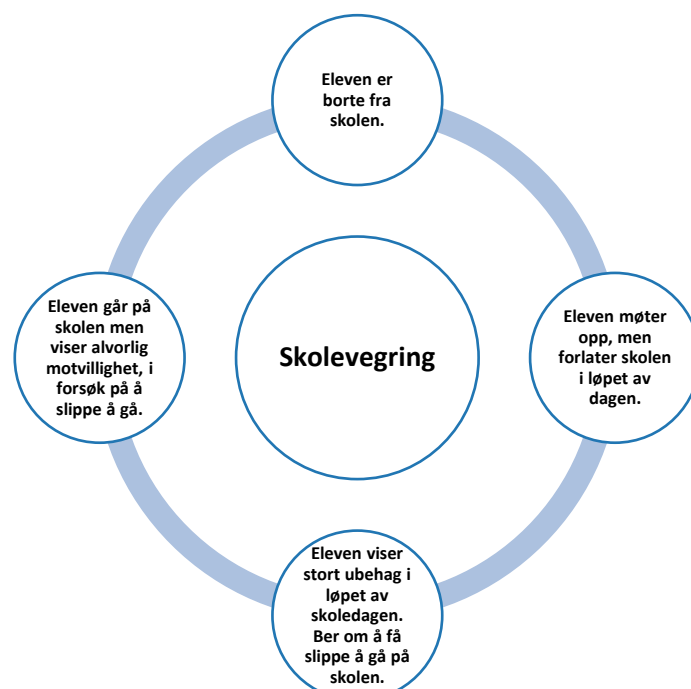 Eleven er
borte fra
skolen.
Eleven går på
skolen men
viser alvorlig
motvillighet, i
forsøk på å
slippe å gå.
Skolevegring
Eleven møter
opp, men
forlater skolen
i løpet av
dagen.
Eleven viser
stort ubehag i
løpet av
skoledagen.
Ber om å få
slippe å gå på
skolen.